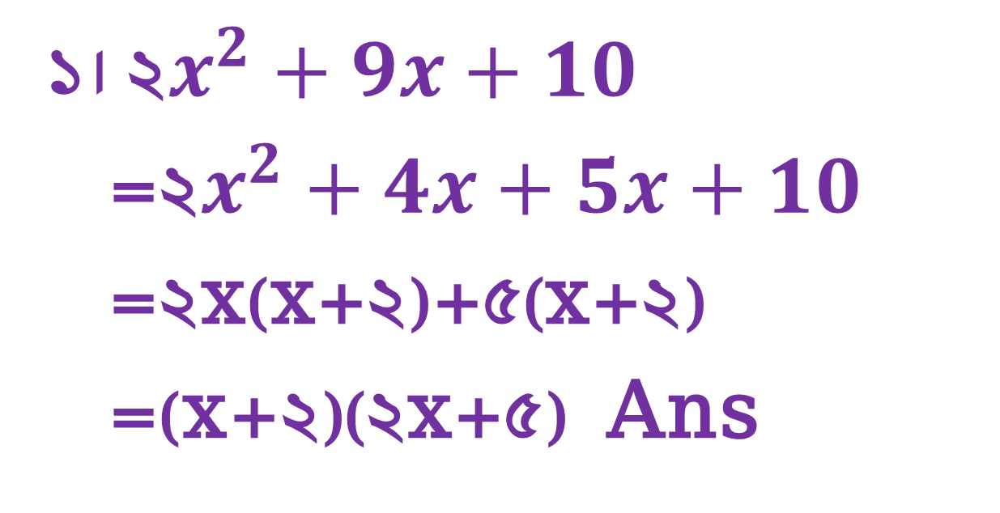 ১। ২x² + 9x + 10
=২x² + 4x + 5x + 10
=২x(x+২)+৫(x+২)
=(x+২)(২x+৫) Ans